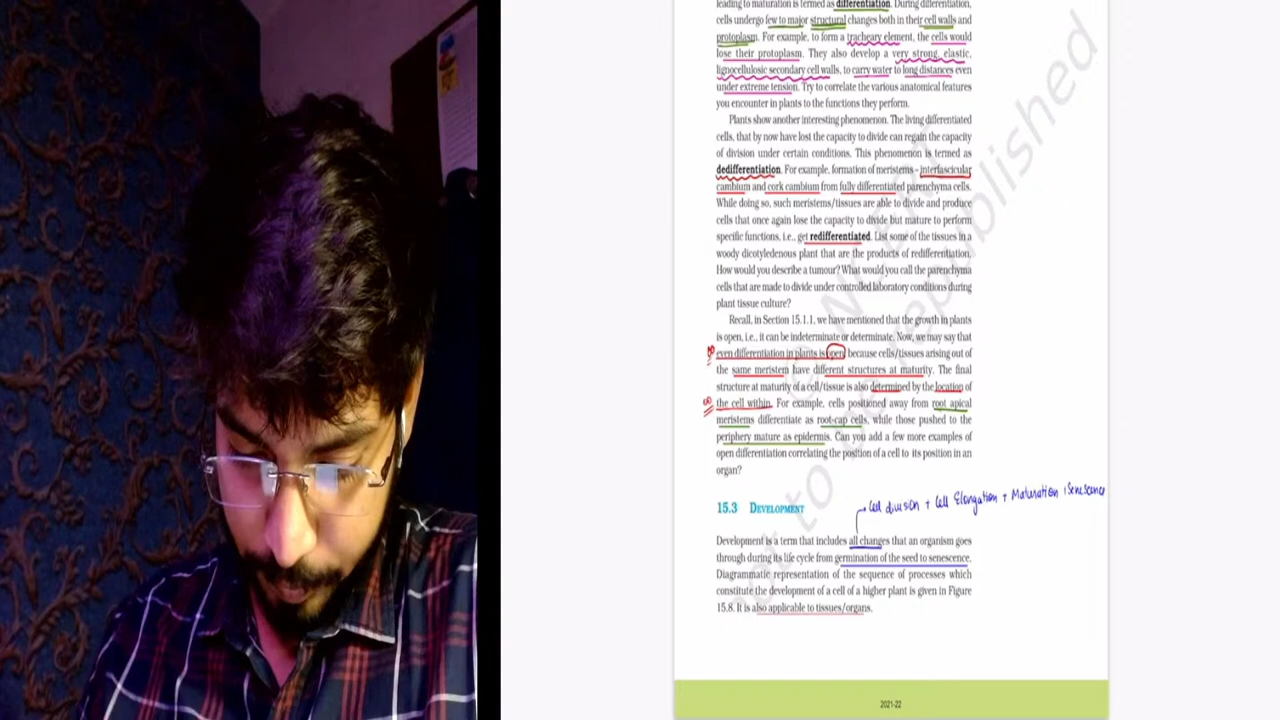 leading to maturation is termed as differentiation. During differentiation,
cells undergo few to major structural changes both in their cell walls and
protoplasm. For example, to form a tracheary element, the cells would
lose their protoplasm. They also develop a very strong, elastic,
lignocellulosic secondary cell walls, to carry water to long distances even
under extreme tension. Try to correlate the various anatomical features
you encounter in plants to the functions they perform.
Plants show another interesting phenomenon. The living differentiated
cells, that by now have lost the capacity to divide can regain the capacity
of division under certain conditions. This phenomenon is termed as
dedifferentiation. For example, formation of meristems – interfascicular
cambium and cork cambium from fully differentiated parenchyma cells.
While doing so, such meristems/tissues are able to divide and produce
cells that once again lose the capacity to divide but mature to perform
specific functions, i.e., get redifferentiated. List some of the tissues in a
woody dicotyledenous plant that are the products of redifferentiation.
How would you describe a tumour? What would you call the parenchyma
cells that are made to divide under controlled laboratory conditions during
plant tissue culture?
Recall, in Section 15.1.1, we have mentioned that the growth in plants
is open, i.e., it can be indeterminate or determinate. Now, we may say that
even differentiation in plants is open, because cells/tissues arising out of
the same meristem have different structures at maturity. The final
structure at maturity of a cell/tissue is also determined by the location of
the cell within. For example, cells positioned away from root apical
meristems differentiate as root-cap cells, while those pushed to the
periphery mature as epidermis. Can you add a few more examples of
open differentiation correlating the position of a cell to its position in an
organ?
15.3 DEVELOPMENT
Cell division + Cell Elongation + Maturation + Senescence
Development is a term that includes all changes that an organism goes
through during its life cycle from germination of the seed to senescence.
Diagrammatic representation of the sequence of processes which
constitute the development of a cell of a higher plant is given in Figure
15.8. It is also applicable to tissues/organs.
2021-22